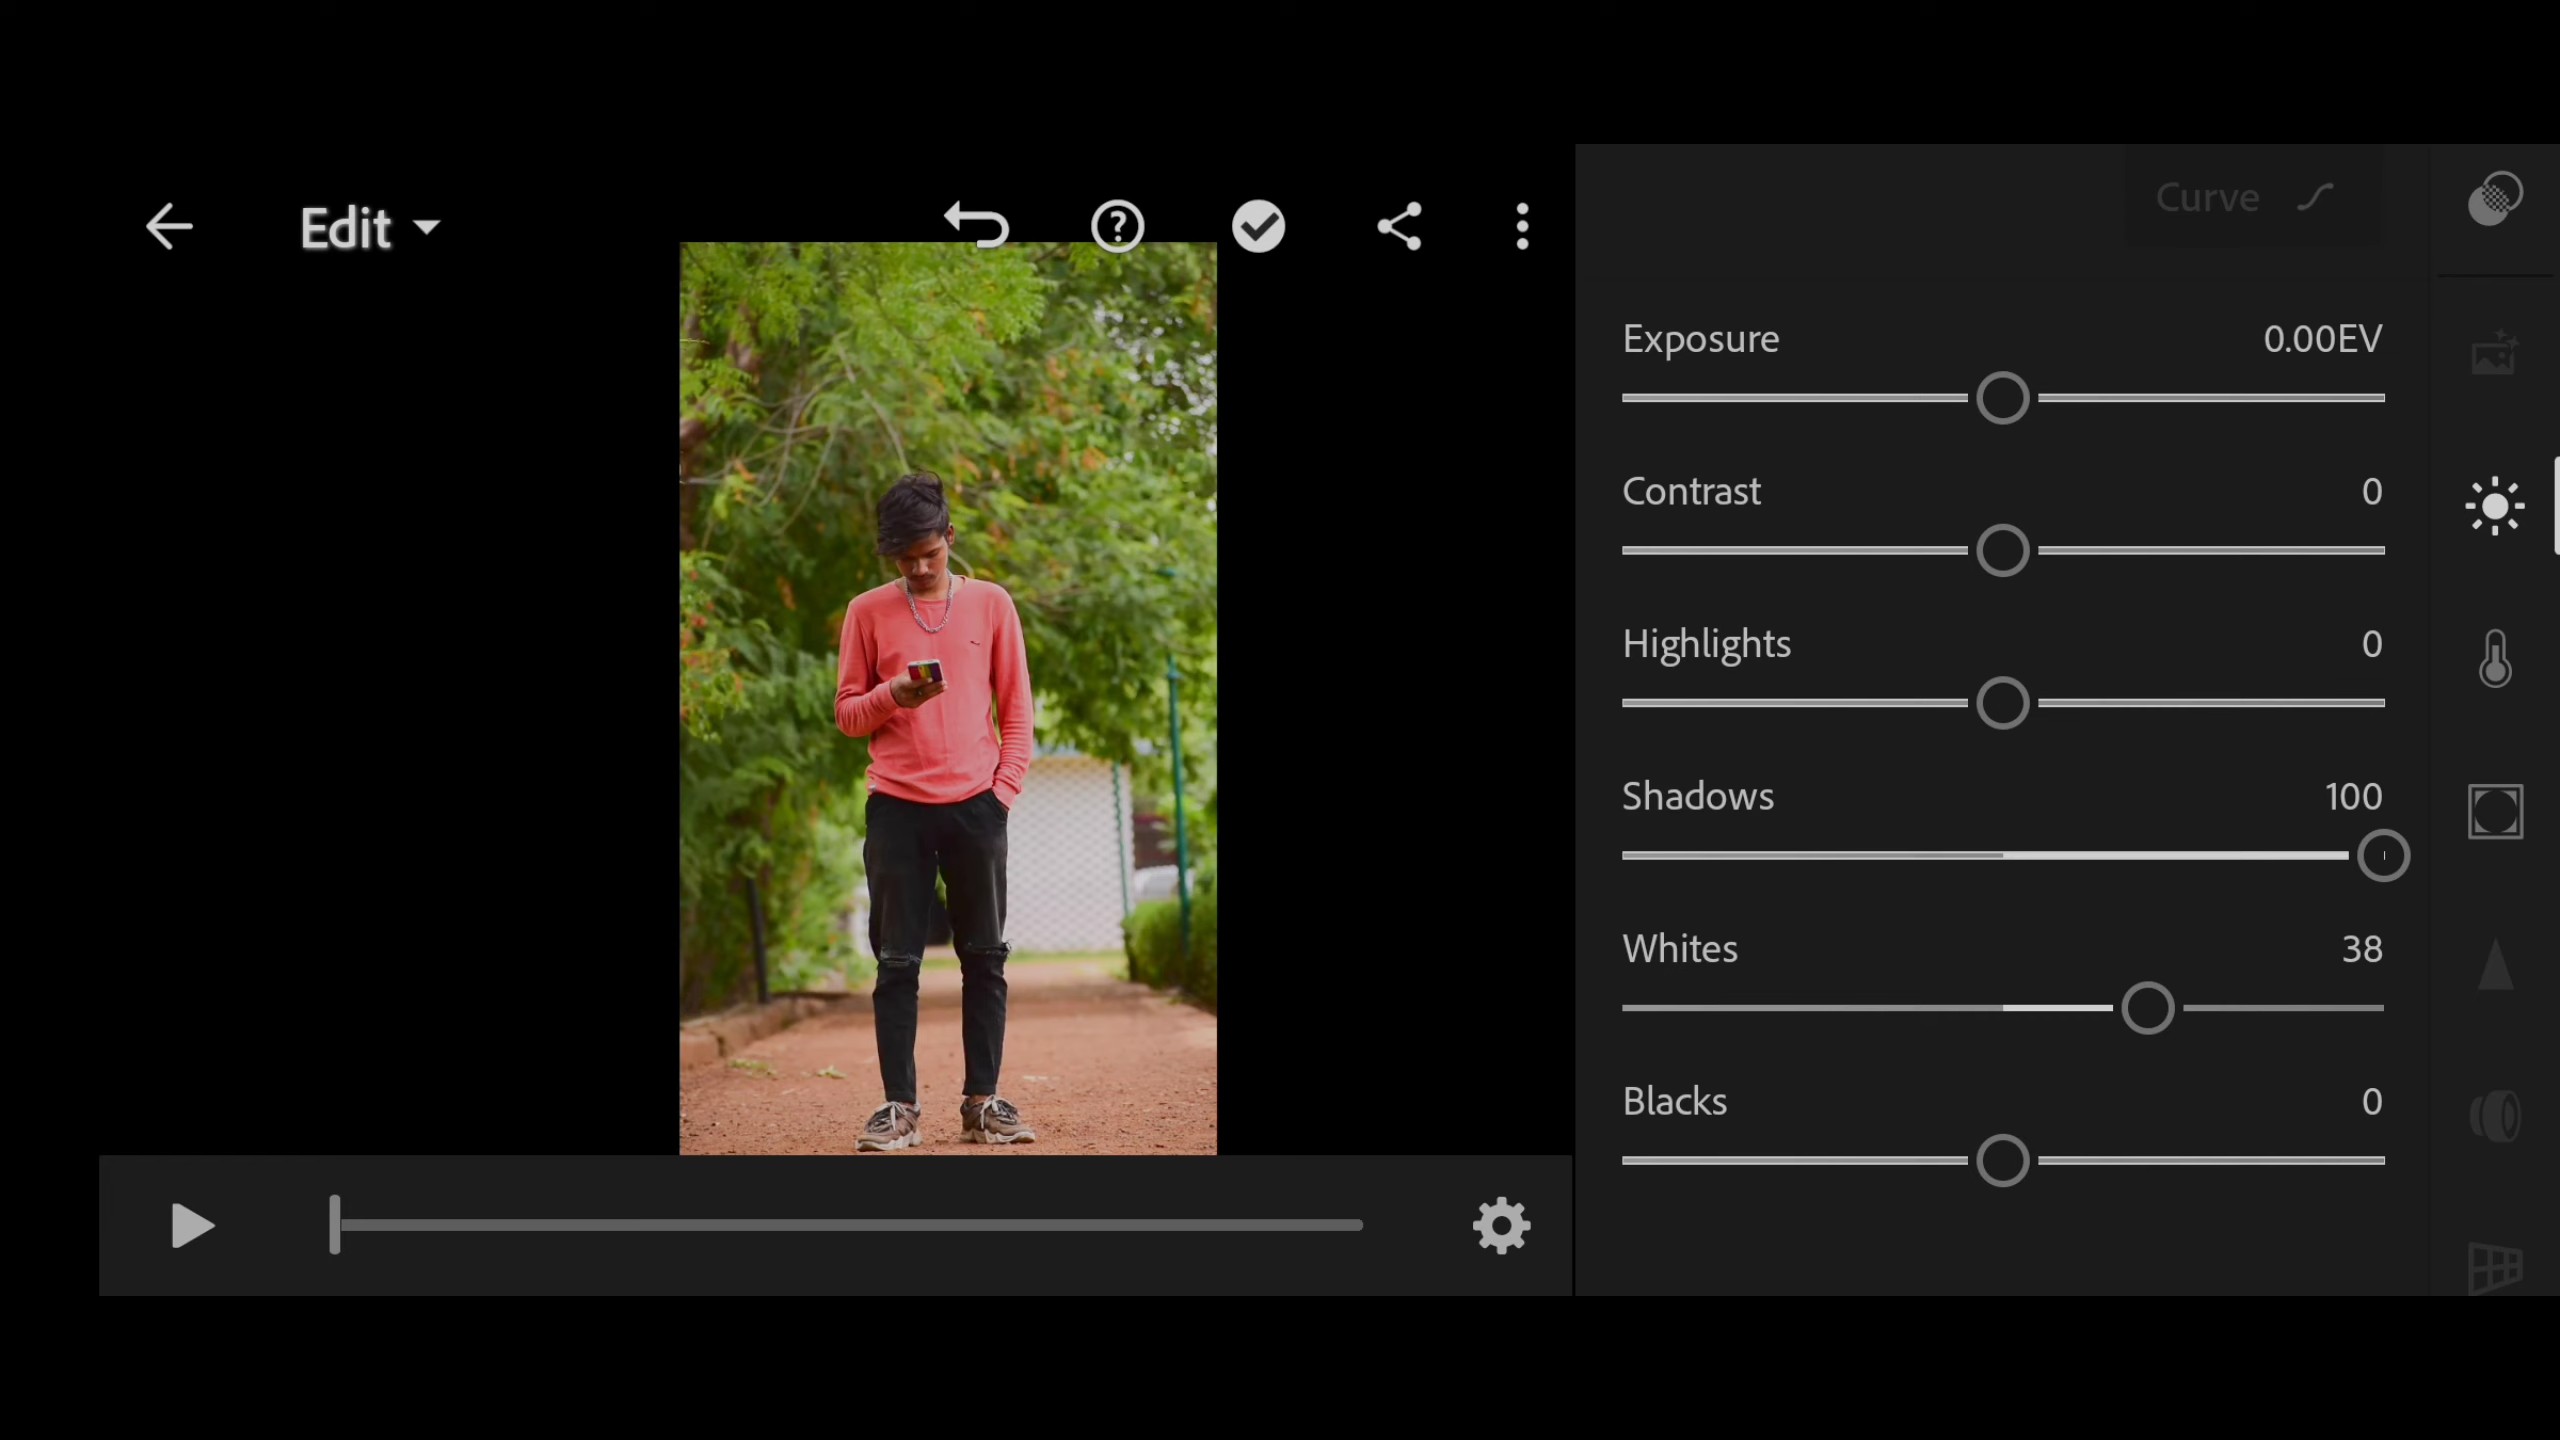 Edit
Curve
Exposure 0.00EV
Contrast 0
Highlights 0
Shadows 100
Whites 38
Blacks 0